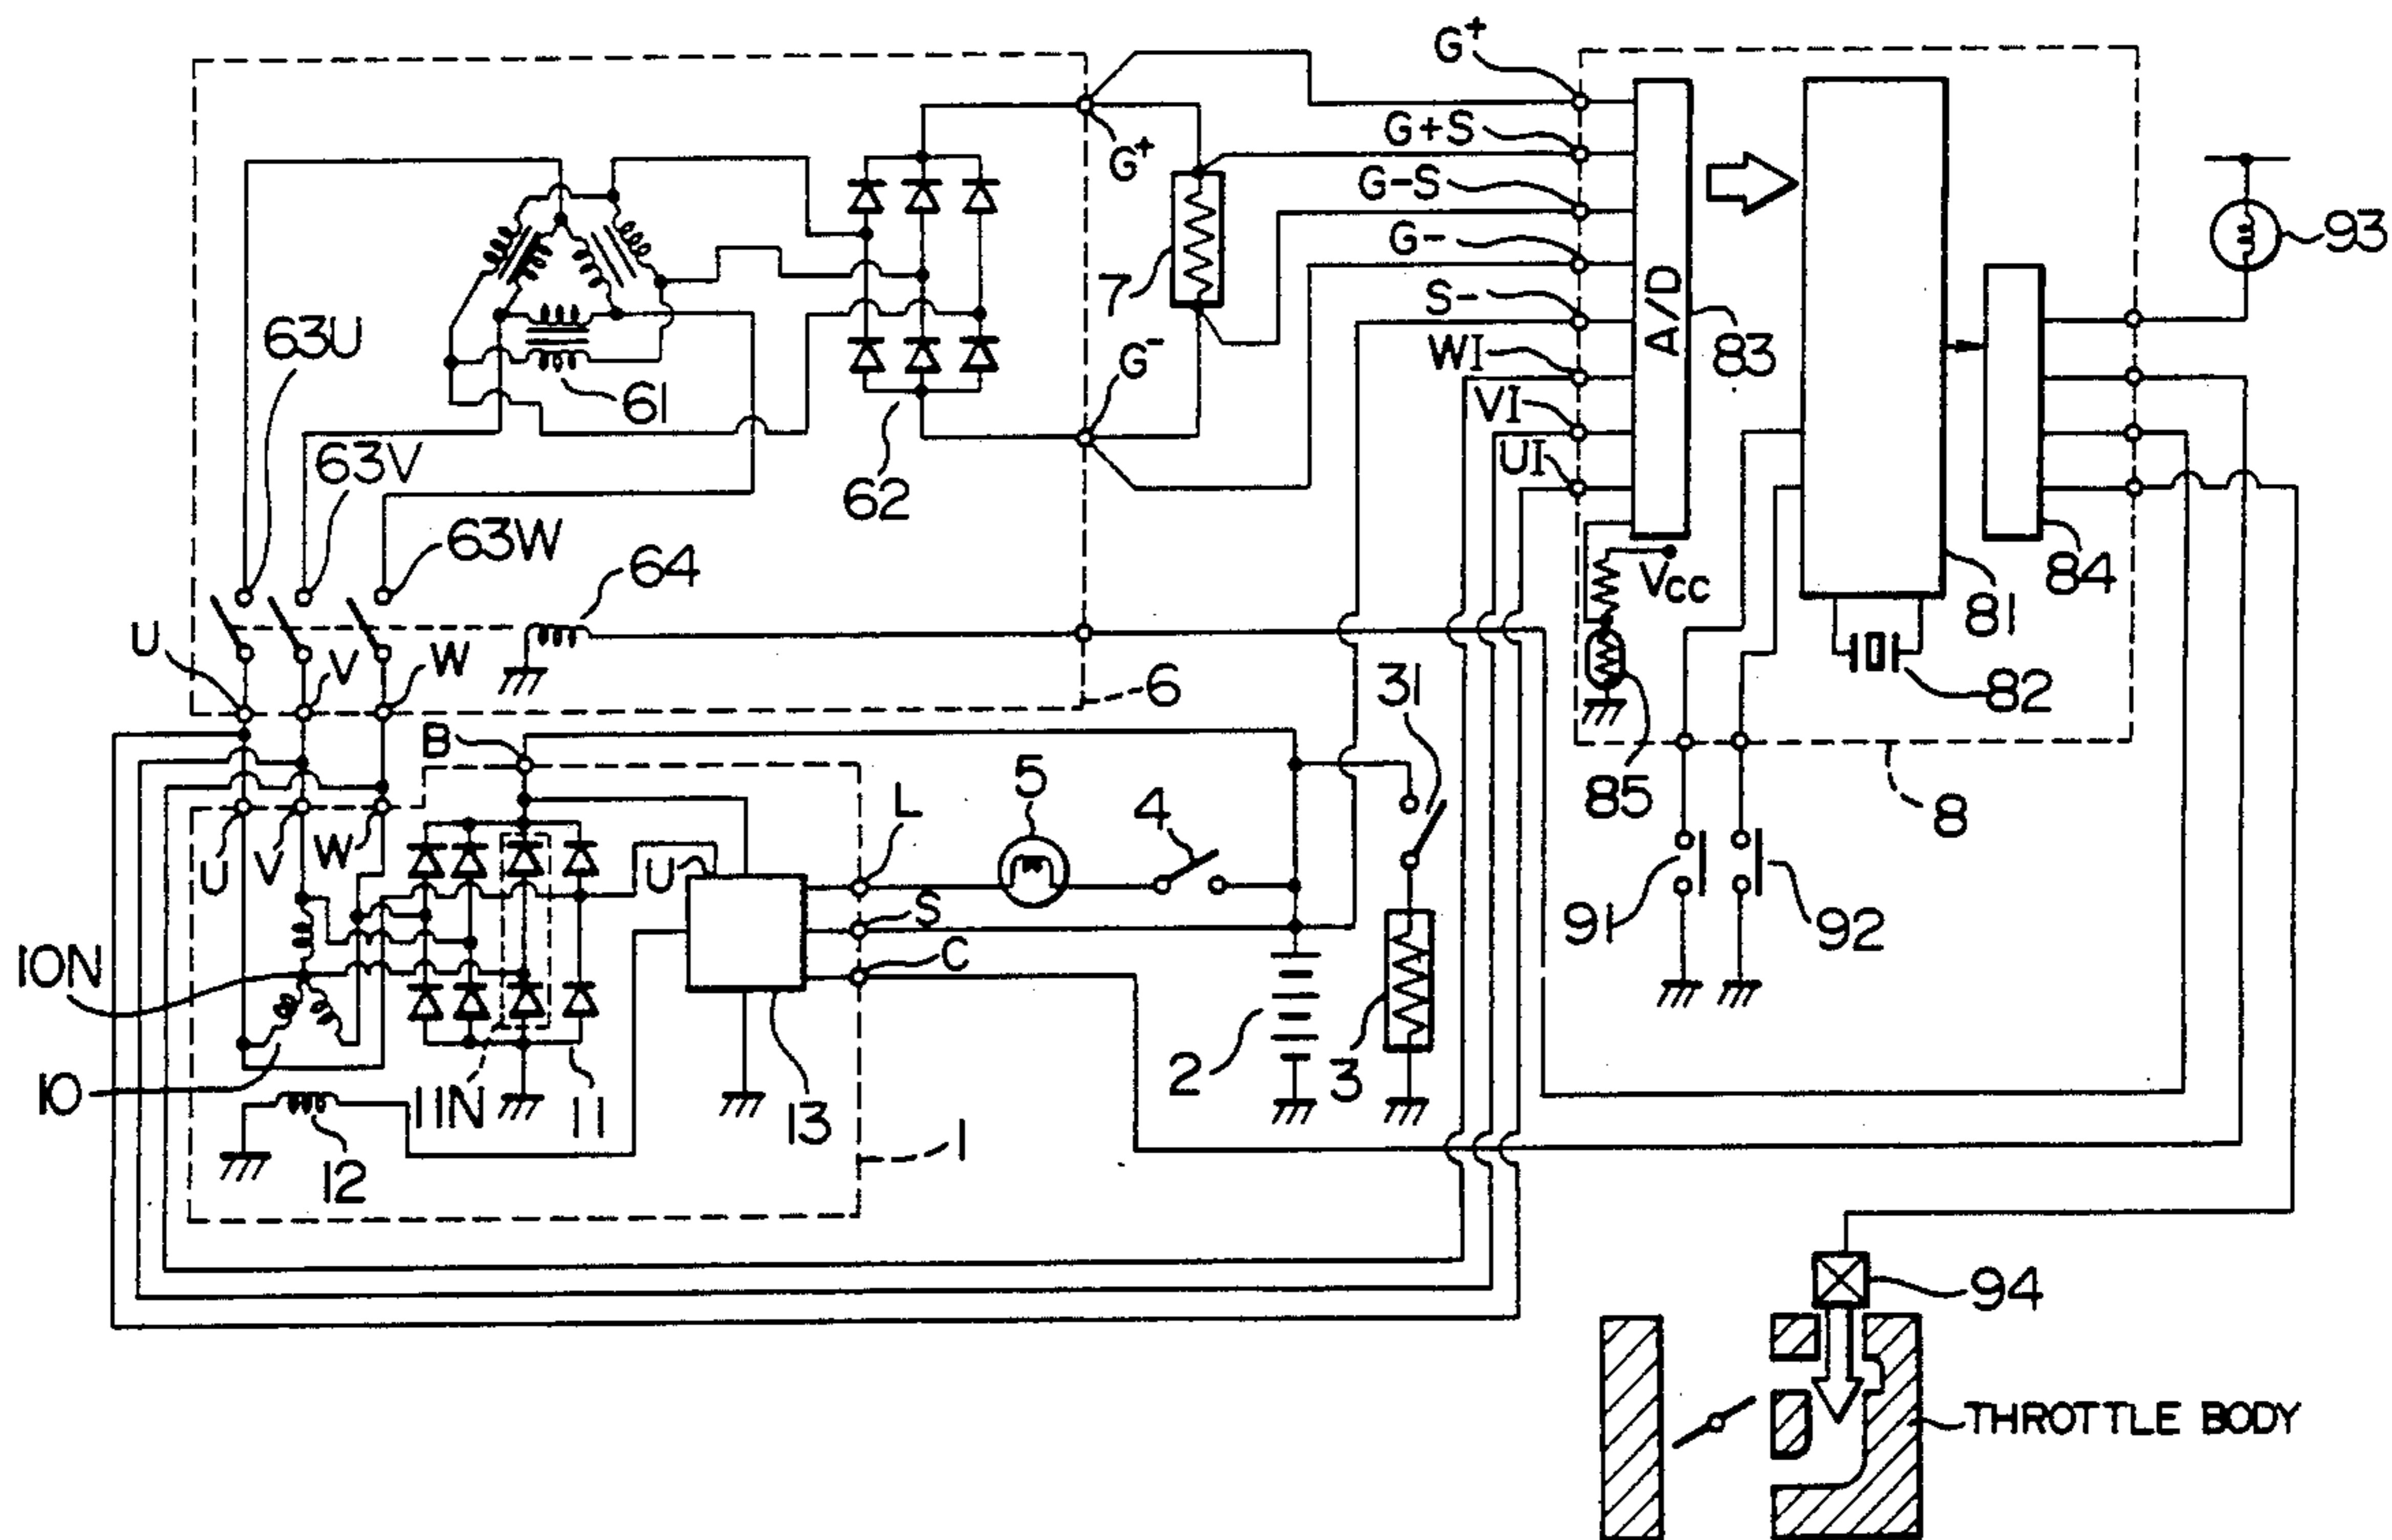 G+
G+S
G-S
G-
S-
WI
VI
UI
G+
G-
7
A/D
83
93
63U
61
62
63V
63W
64
Vcc
84
81
82
85
8
U
V
W
6
B
31
L
5
4
S
C
U
V
W
U
91
92
10N
10
11N
11
12
13
1
2
3
94
THROTTLE BODY